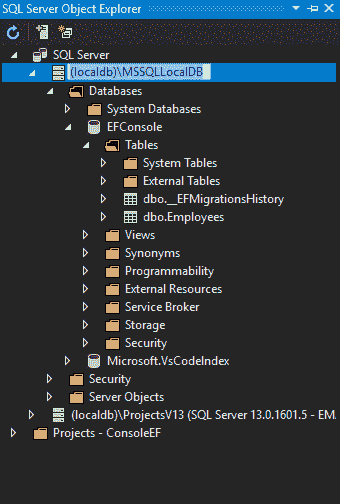 SQL Server Object Explorer
SQL Server
(localdb)\MSSQLLocalDB
Databases
System Databases
EFConsole
Tables
System Tables
External Tables
dbo.__EFMigrationsHistory
dbo.Employees
Views
Synonyms
Programmability
External Resources
Service Broker
Storage
Security
Microsoft.VsCodeIndex
Security
Server Objects
(localdb)\ProjectsV13 (SQL Server 13.0.1601.5 - EM.
Projects - ConsoleEF